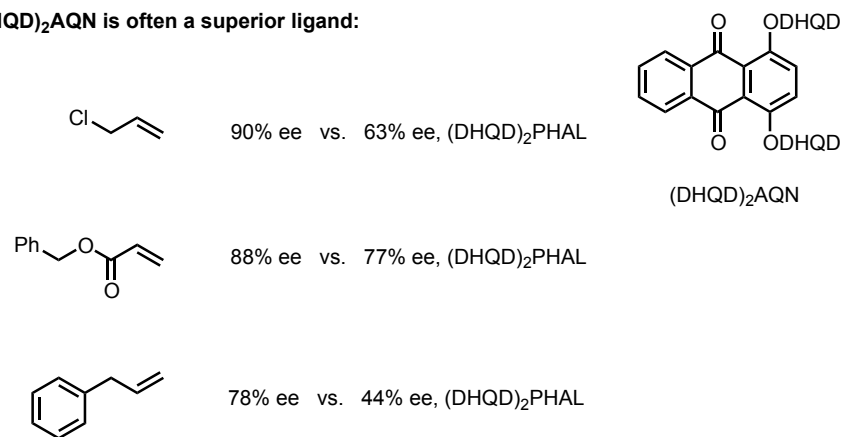 HQD)2AQN is often a superior ligand:
O
ODHQD
O
ODHQD
(DHQD)2AQN
Cl
90% ee vs. 63% ee, (DHQD)2PHAL
Ph
O
O
88% ee vs. 77% ee, (DHQD)2PHAL
78% ee vs. 44% ee, (DHQD)2PHAL